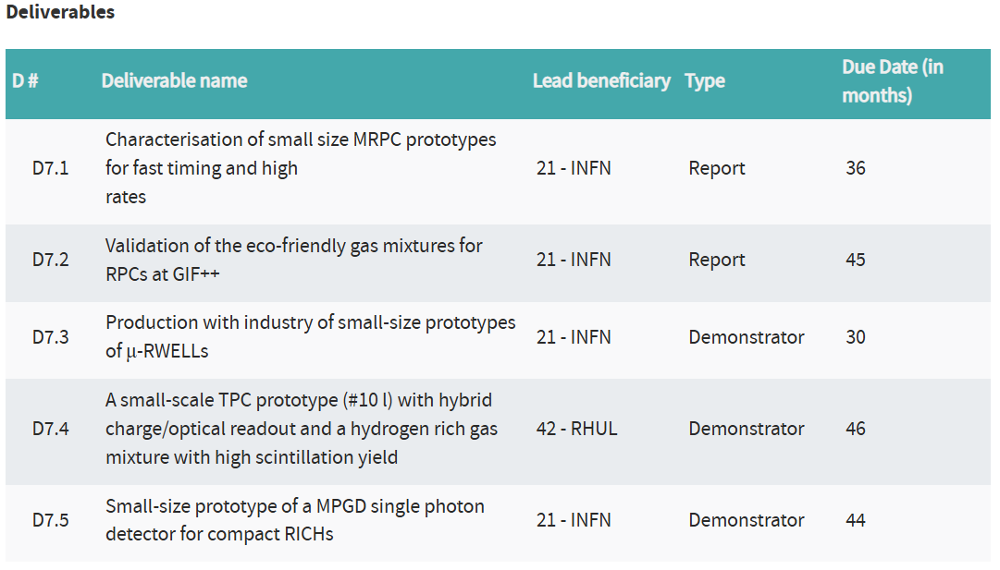 Deliverables
D # Deliverable name Lead beneficiary Type Due Date (in
months)
Characterisation of small size MRPC prototypes
D7.1 for fast timing and high 21 - INFN Report 36
rates
Validation of the eco-friendly gas mixtures for
D7.2 21 - INFN Report 45
RPCs at GIF++
Production with industry of small-size prototypes
D7.3 21 - INFN Demonstrator 30
of μ-RWELLs
A small-scale TPC prototype (#10 l) with hybrid
D7.4 charge/optical readout and a hydrogen rich gas 42 - RHUL Demonstrator 46
mixture with high scintillation yield
Small-size prototype of a MPGD single photon
D7.5 21 - INFN Demonstrator 44
detector for compact RICHs